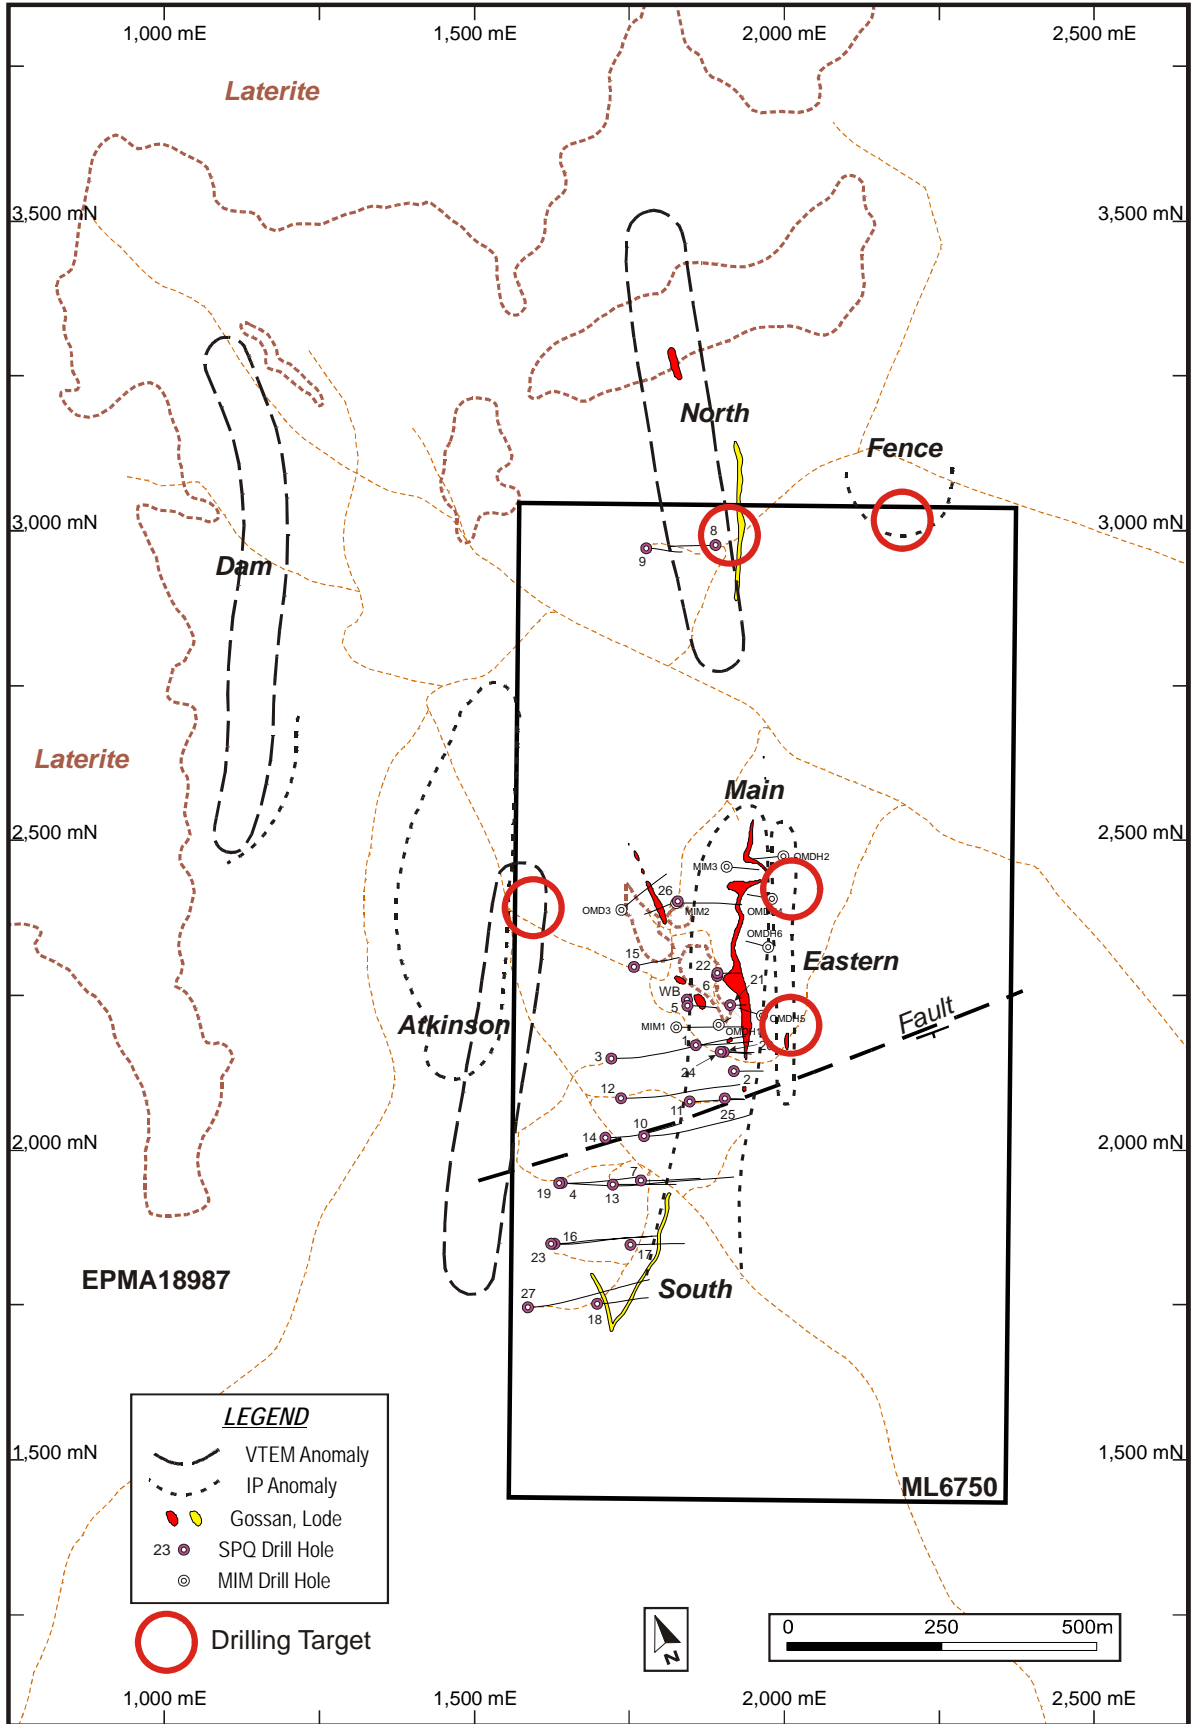 1,000 mE
1,500 mE
2,000 mE
2,500 mE
Laterite
3,500 mN
3,500 mN
North
Fence
3,000 mN
3,000 mN
8
9
Dam
Laterite
Main
2,500 mN
2,500 mN
OMDH2
MIM3
26
OMD3
MIM2
OMDH6
15
22
21
Eastern
6
WB
5
OMDH5
Atkinson
MIM1
OMDH1
Fault
1
3
24
2
12
11
25
14
10
2,000 mN
2,000 mN
7
19
4
13
16
23
17
EPMA18987
South
27
18
LEGEND
VTEM Anomaly
IP Anomaly
Gossan, Lode
23
SPQ Drill Hole
MIM Drill Hole
Drilling Target
1,500 mN
1,500 mN
ML6750
N
0
250
500m
1,000 mE
1,500 mE
2,000 mE
2,500 mE